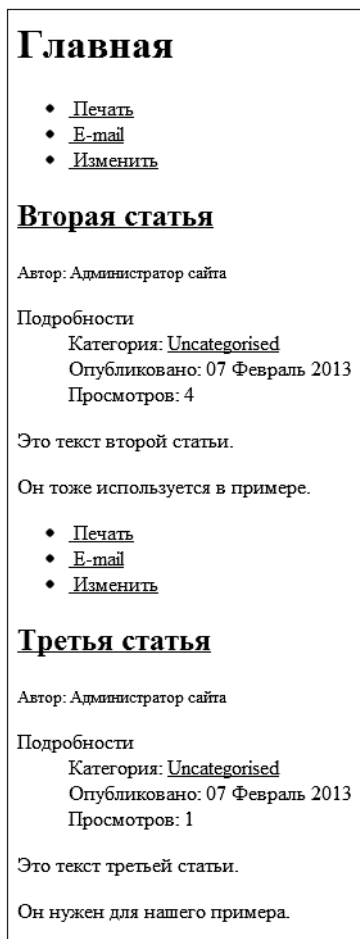 Главная
Печать
E-mail
Изменить
Вторая статья
Автор: Администратор сайта
Подробности
Категория: Uncategorised
Опубликовано: 07 Февраль 2013
Просмотров: 4
Это текст второй статьи.
Он тоже используется в примере.
Печать
E-mail
Изменить
Третья статья
Автор: Администратор сайта
Подробности
Категория: Uncategorised
Опубликовано: 07 Февраль 2013
Просмотров: 1
Это текст третьей статьи.
Он нужен для нашего примера.